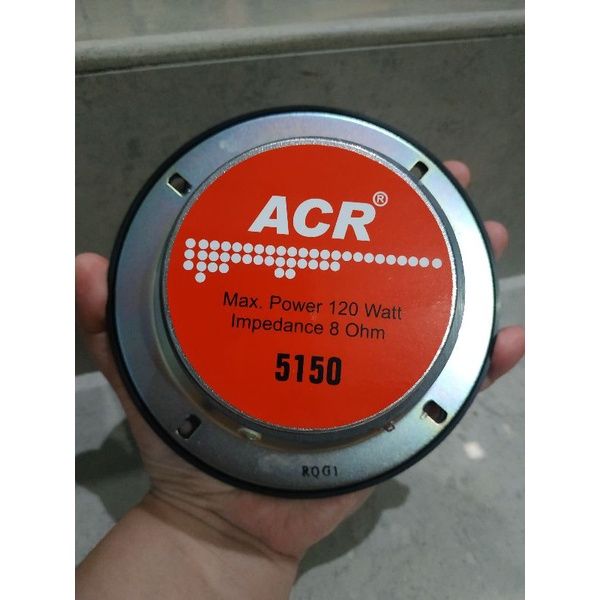 ACR®
Max. Power 120 Watt
Impedance 8 Ohm
5150
RQG1